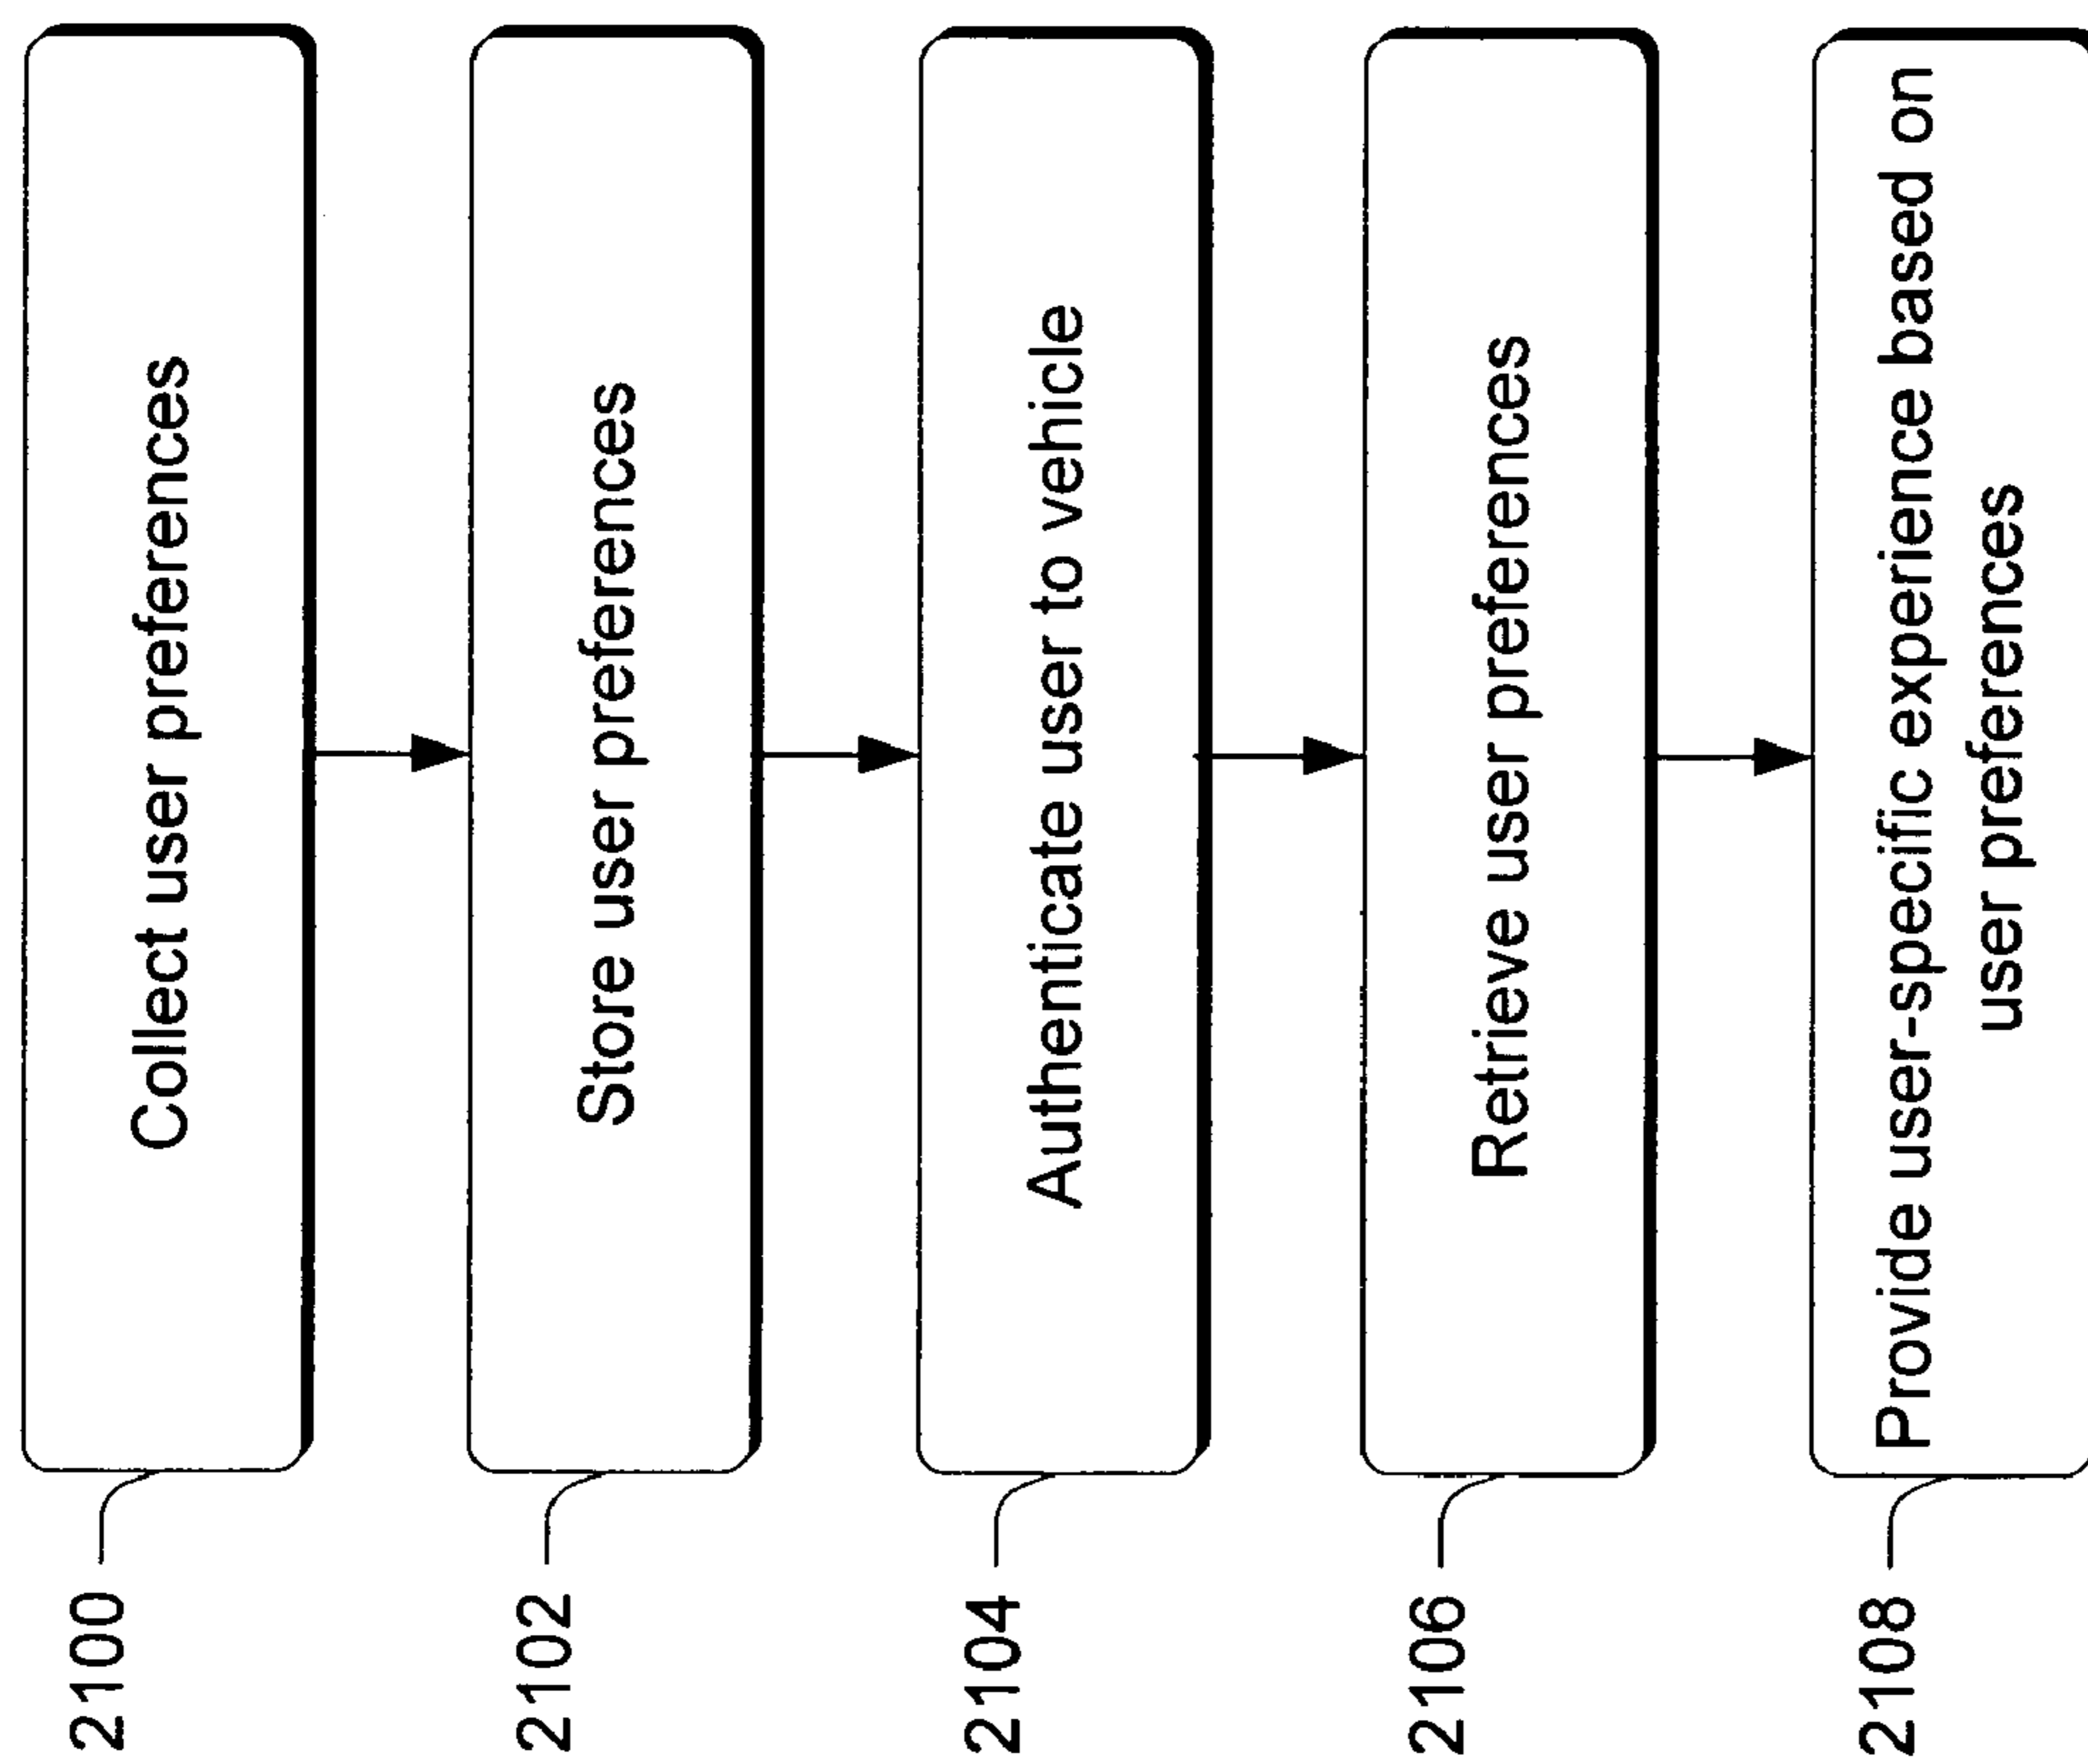 2100
Collect user preferences
2102
Store user preferences
2104
Authenticate user to vehicle
2106
Retrieve user preferences
2108
Provide user-specific experience based on
user preferences